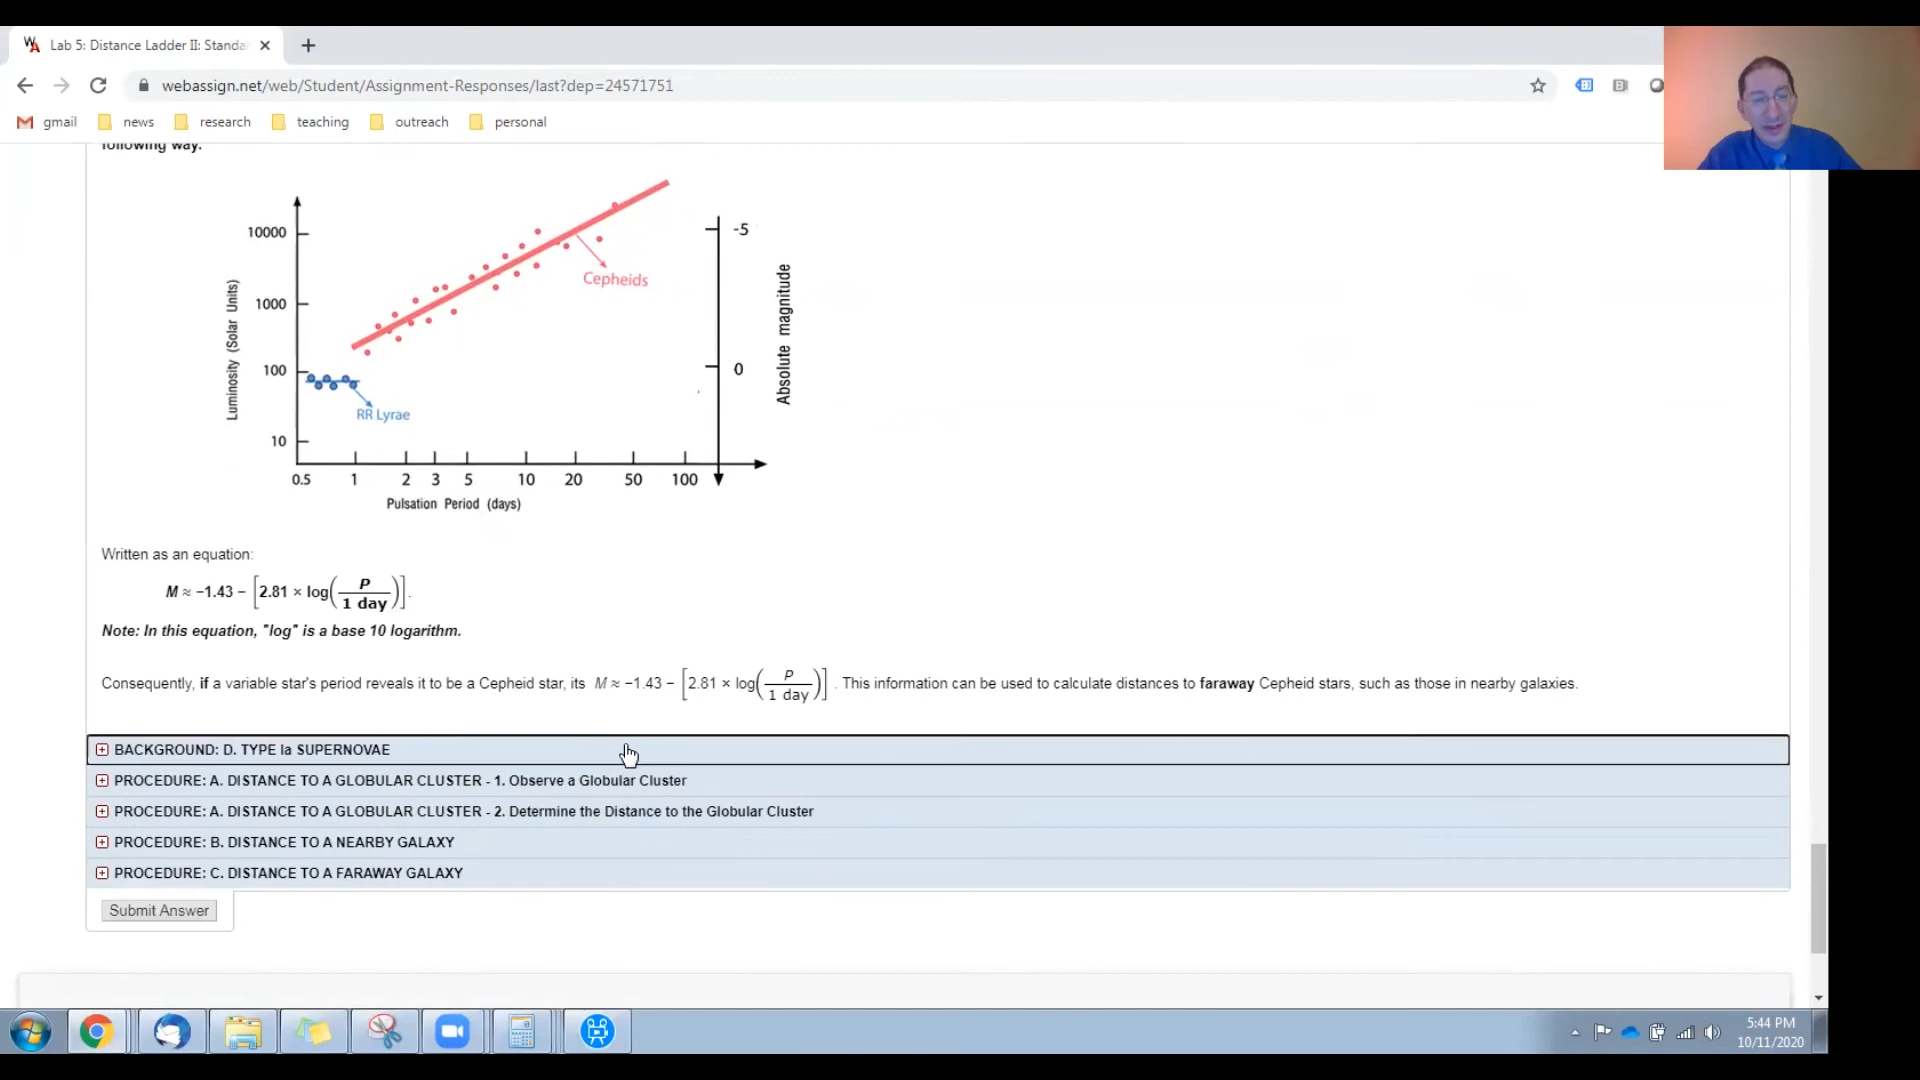 Lab 5: Distance Ladder II: Standa
webassign.net/web/Student/Assignment-Responses/last?dep=24571751
gmail
news
research
teaching
outreach
personal
following way.
10000
1000
100
10
Luminosity (Solar Units)
Cepheids
RR Lyrae
-5
0
Absolute magnitude
0.5 1 2 3 5 10 20 50 100
Pulsation Period (days)
Written as an equation:
M ≈ −1.43 − [2.81 × log(P / 1 day)].
Note: In this equation, "log" is a base 10 logarithm.
Consequently, if a variable star's period reveals it to be a Cepheid star, its M ≈ −1.43 − [2.81 × log(P / 1 day)]. This information can be used to calculate distances to faraway Cepheid stars, such as those in nearby galaxies.
BACKGROUND: D. TYPE Ia SUPERNOVAE
PROCEDURE: A. DISTANCE TO A GLOBULAR CLUSTER - 1. Observe a Globular Cluster
PROCEDURE: A. DISTANCE TO A GLOBULAR CLUSTER - 2. Determine the Distance to the Globular Cluster
PROCEDURE: B. DISTANCE TO A NEARBY GALAXY
PROCEDURE: C. DISTANCE TO A FARAWAY GALAXY
Submit Answer
5:44 PM
10/11/2020